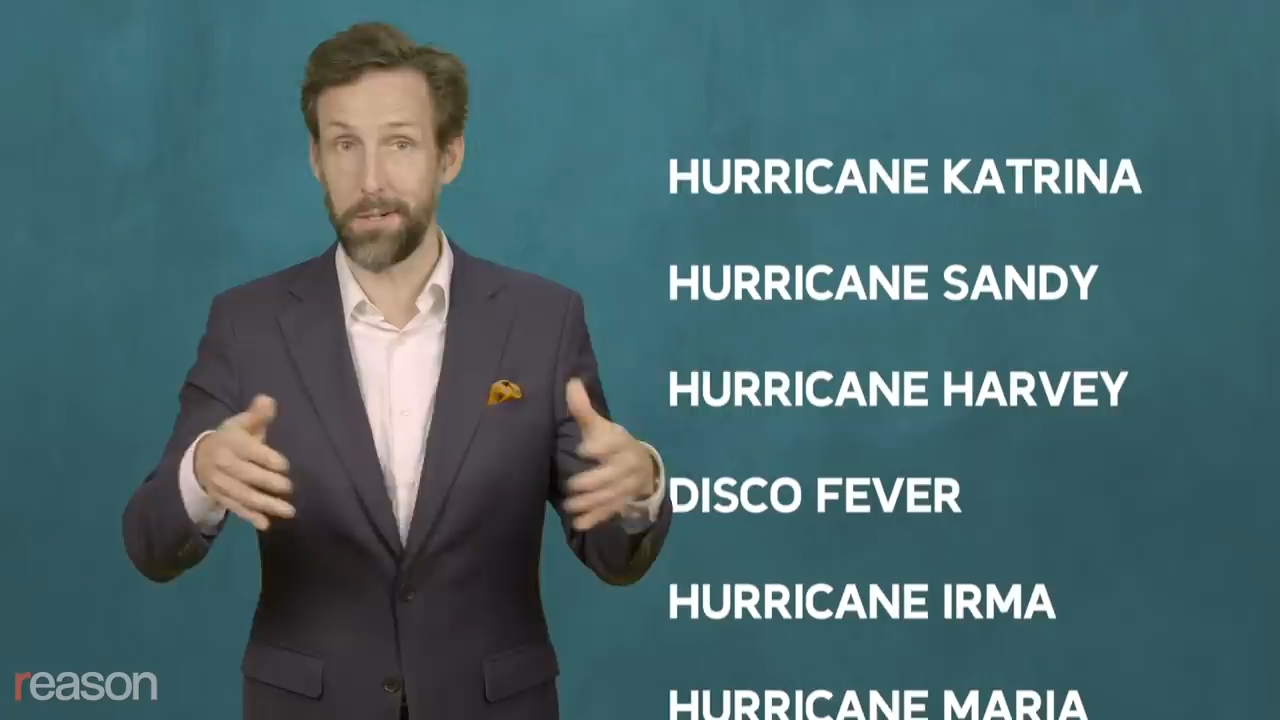 HURRICANE KATRINA
HURRICANE SANDY
HURRICANE HARVEY
DISCO FEVER
HURRICANE IRMA
HURRICANE MARIA
reason